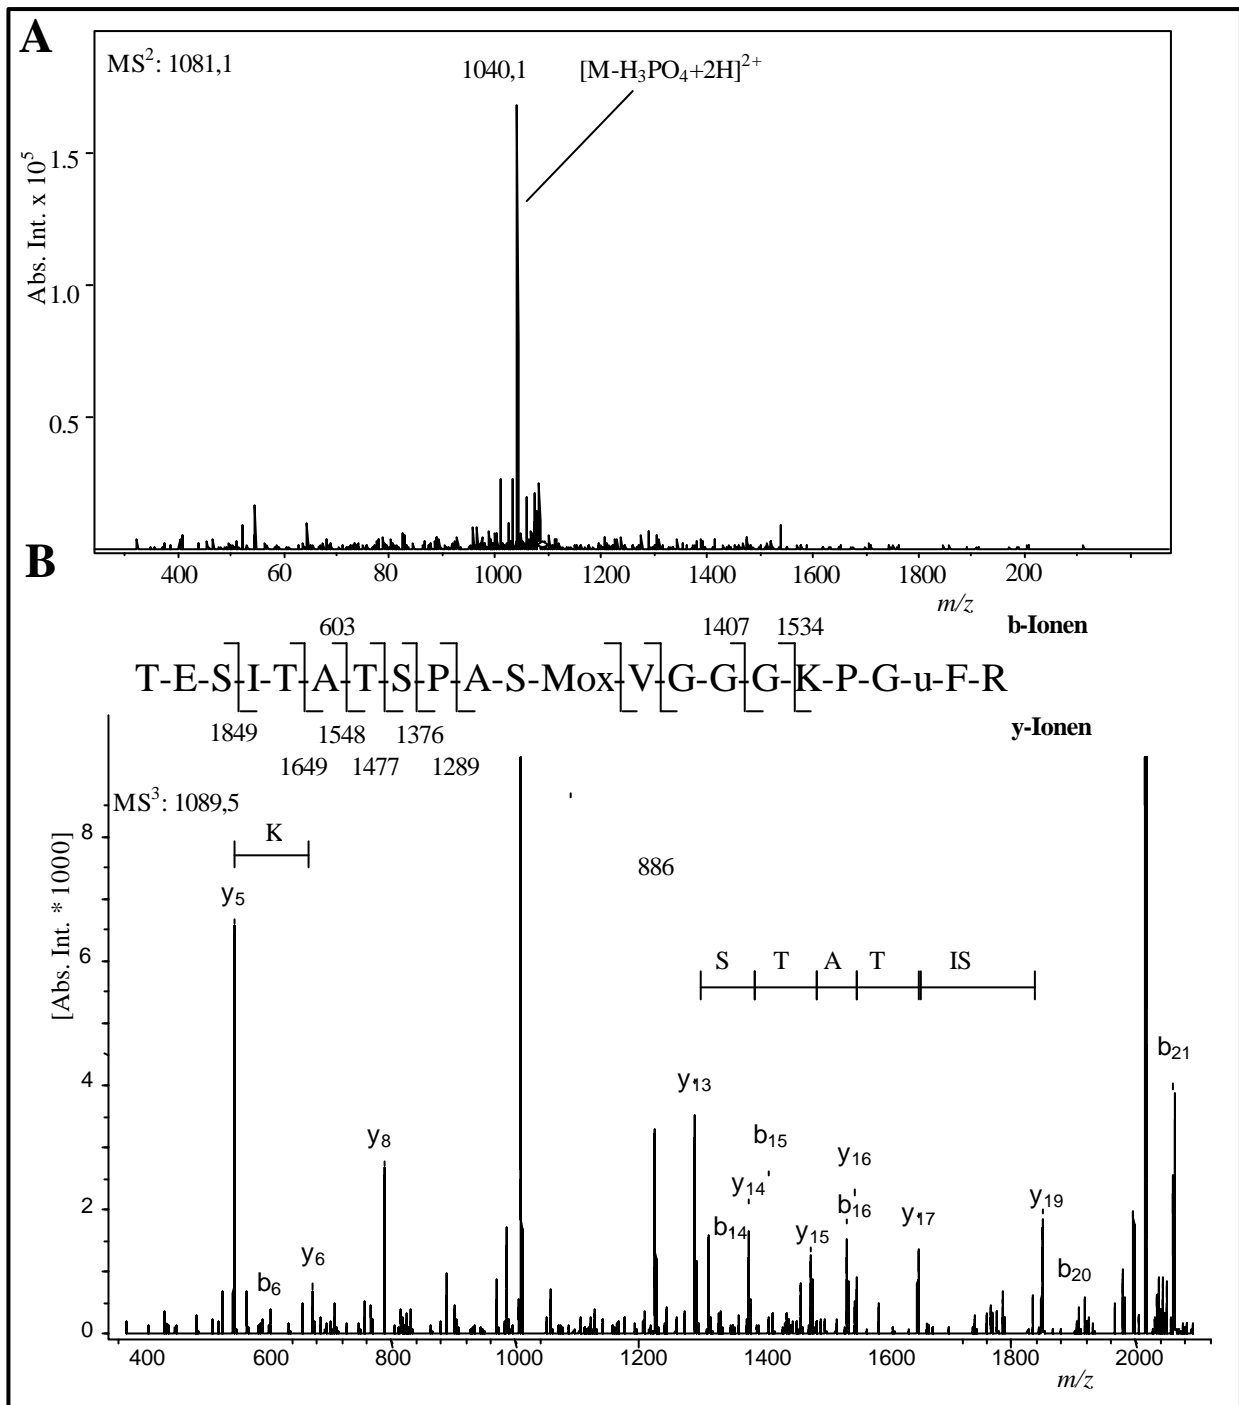 A
MS²: 1081,1
1040,1
[M-H₃PO₄+2H]²⁺
Abs. Int. x 10⁵
1.5
1.0
0.5
400 60 80 1000 1200 1400 1800 200
m/z
B
b-Ionen
603 1407 1534
T-E-S-I-T-A-T-S-P-A-S-Mox-V-G-G-G-K-P-G-u-F-R
y-Ionen
1849 1548 1376
1649 1477 1289
MS³: 1089,5
[Abs. Int. * 1000]
8
6
4
2
0
K
886
S T A T IS
y₅
b₆
y₆
y₈
y₁₃
b₁₄
y₁₄
b₁₅
y₁₅
y₁₆
b₁₆
y₁₇
y₁₉
b₂₀
b₂₁
400 600 800 1000 1200 1400 1600 1800 2000
m/z